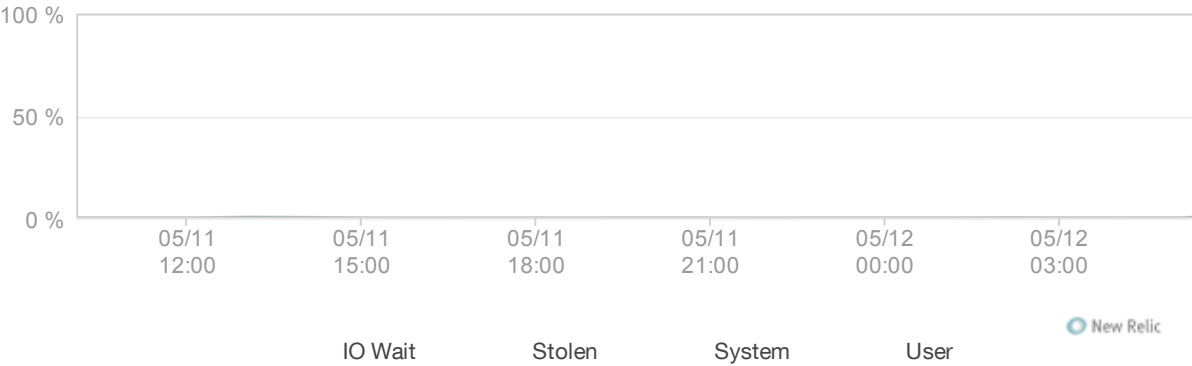 100 %
50 %
0 %
05/11 05/11 05/11 05/11 05/12 05/12
12:00 15:00 18:00 21:00 00:00 03:00
New Relic
IO Wait Stolen System User